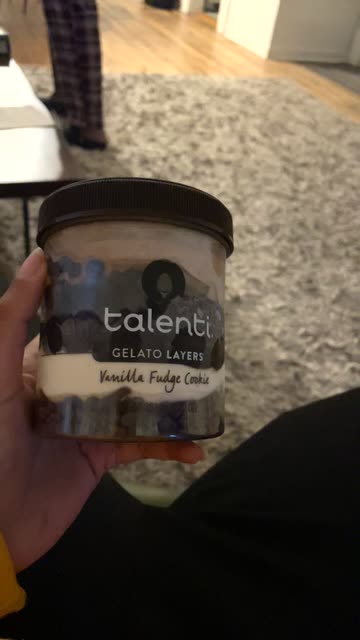 talenti
GELATO LAYERS
Vanilla Fudge Cookie